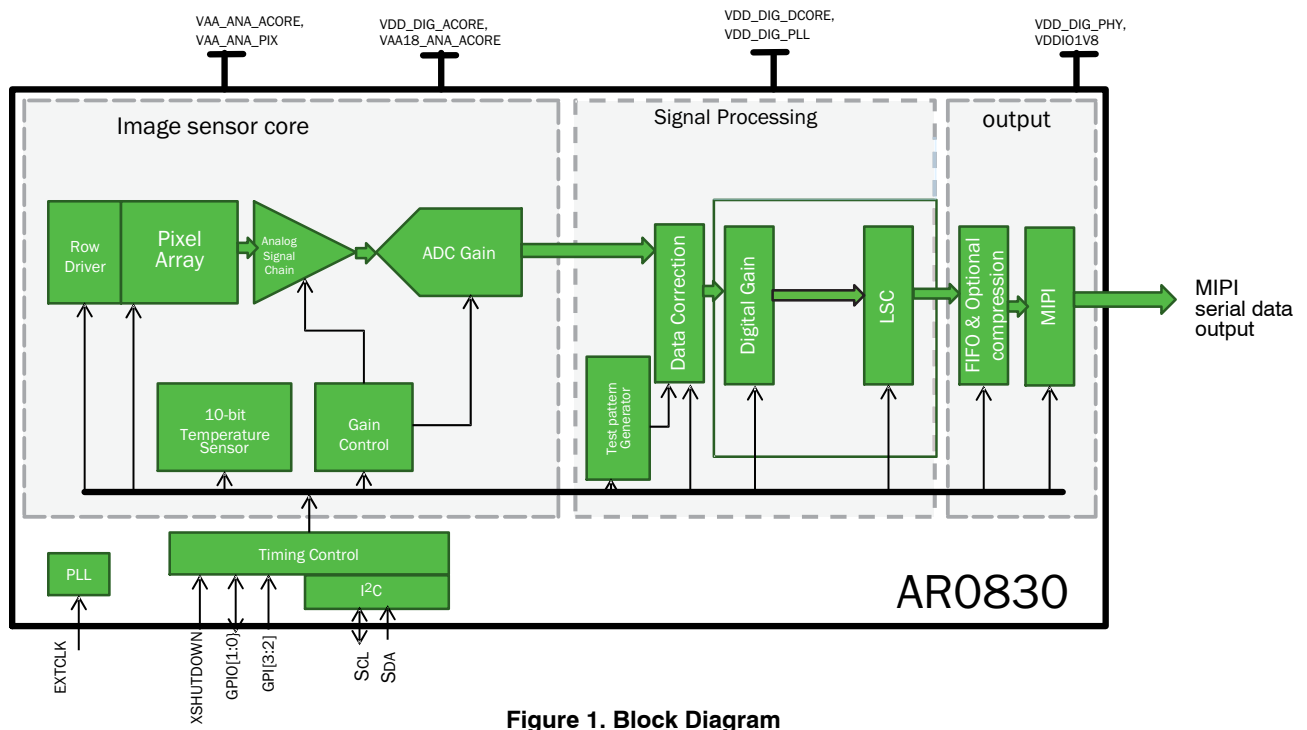 VAA_ANA_ACORE,
VAA_ANA_PIX
VDD_DIG_ACORE,
VAA18_ANA_ACORE
VDD_DIG_DCORE,
VDD_DIG_PLL
VDD_DIG_PHY,
VDDIO1V8
Image sensor core
Signal Processing
output
Row
Driver
Pixel
Array
Analog
Signal
Chain
ADC Gain
Data Correction
Digital Gain
LSC
FIFO & Optional
compression
MIPI
MIPI
serial data
output
10-bit
Temperature
Sensor
Gain
Control
Test pattern
Generator
PLL
Timing Control
I²C
AR0830
EXTCLK
XSHUTDOWN
GPIO[1:0}
GPI[3:2]
SCL
SDA
Figure 1. Block Diagram